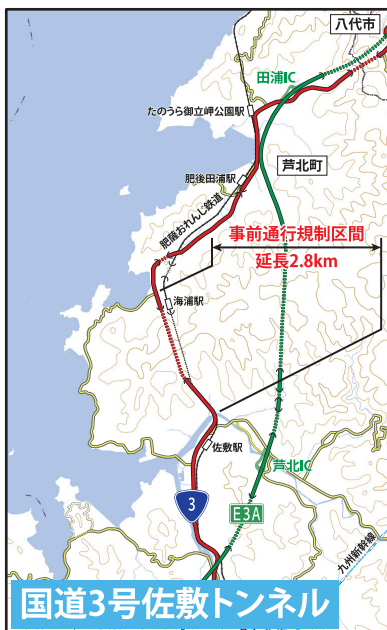 八代市
田浦IC
たのうら御立岬公園駅
芦北町
肥後田浦駅
肥薩おれんじ鉄道
事前通行規制区間
延長2.8km
海浦駅
佐敷駅
芦北IC
3
E3A
九州新幹線
国道3号佐敷トンネル